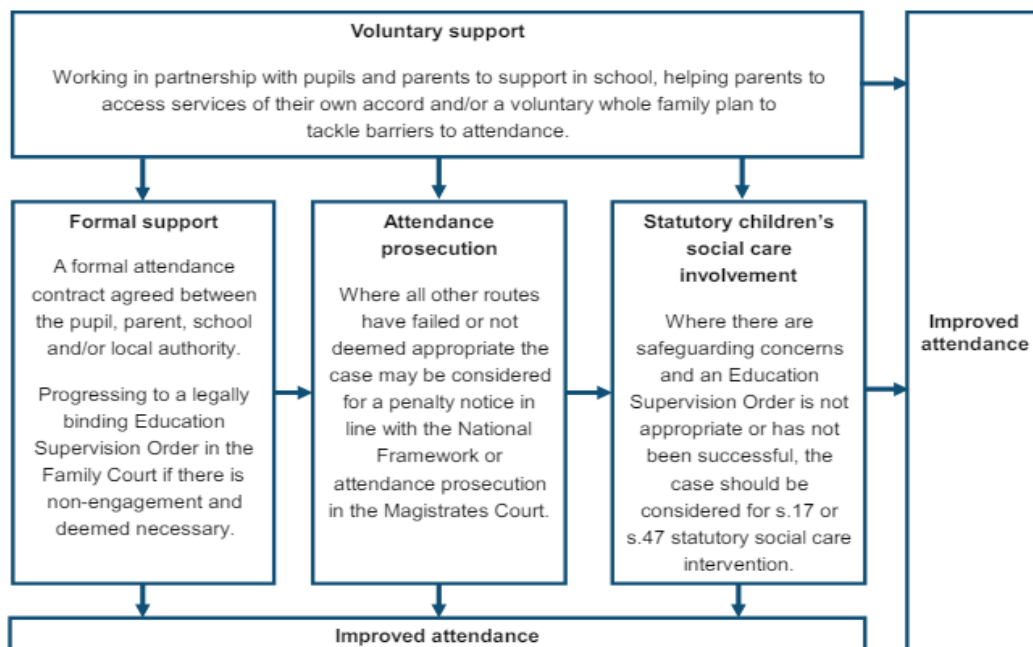 Voluntary support
Working in partnership with pupils and parents to support in school, helping parents to
access services of their own accord and/or a voluntary whole family plan to
tackle barriers to attendance.
Formal support
A formal attendance
contract agreed between
the pupil, parent, school
and/or local authority.
Progressing to a legally
binding Education
Supervision Order in the
Family Court if there is
non-engagement and
deemed necessary.
Attendance
prosecution
Where all other routes
have failed or not
deemed appropriate the
case may be considered
for a penalty notice in
line with the National
Framework or
attendance prosecution
in the Magistrates Court.
Statutory children's
social care
involvement
Where there are
safeguarding concerns
and an Education
Supervision Order is not
appropriate or has not
been successful, the
case should be
considered for s.17 or
s.47 statutory social care
intervention.
Improved
attendance
Improved attendance